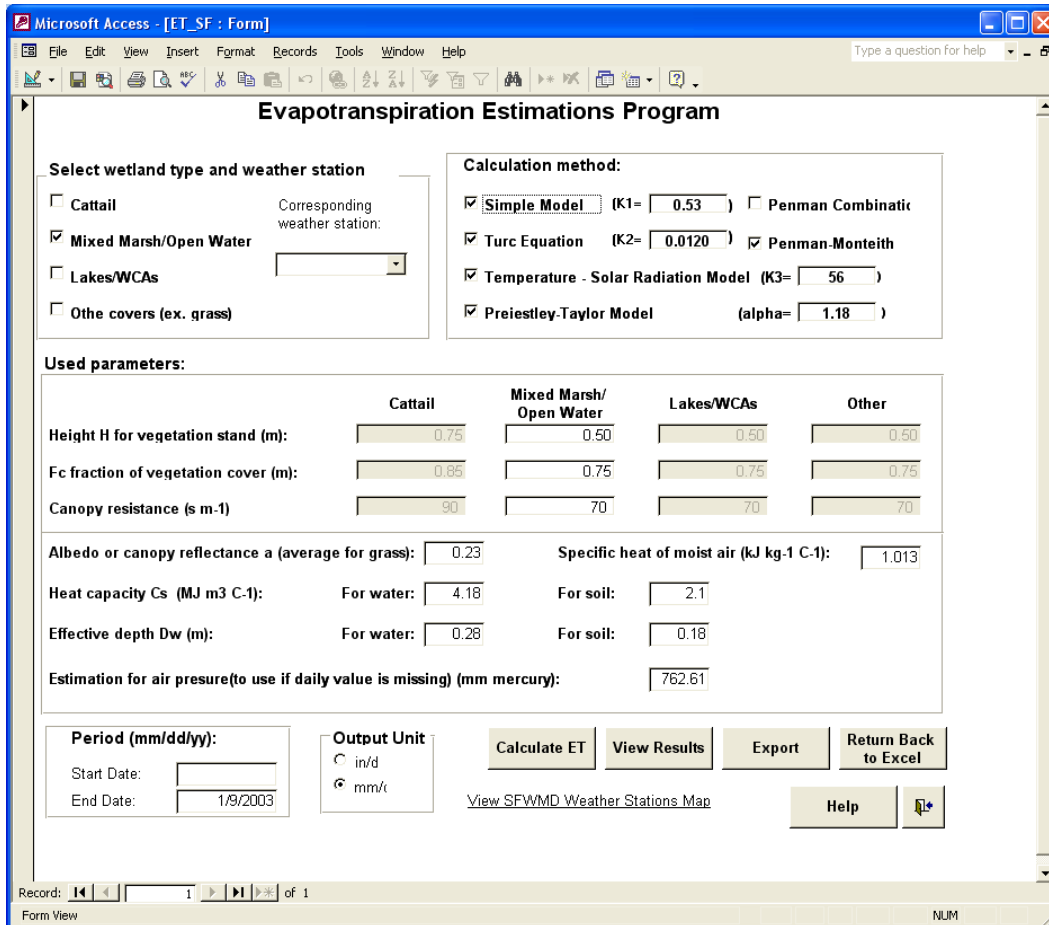 Microsoft Access - [ET_SF : Form]
File Edit View Insert Format Records Tools Window Help Type a question for help
Evapotranspiration Estimations Program
Select wetland type and weather station
Cattail
Corresponding
weather station:
Mixed Marsh/Open Water
Lakes/WCAs
Othe covers (ex. grass)
Calculation method:
Simple Model (K1= 0.53 ) Penman Combinatic
Turc Equation (K2= 0.0120 ) Penman-Monteith
Temperature - Solar Radiation Model (K3= 56 )
Preiestley-Taylor Model (alpha= 1.18 )
Used parameters:
Cattail Mixed Marsh/ Lakes/WCAs Other
Open Water
Height H for vegetation stand (m): 0.75 0.50 0.50 0.50
Fc fraction of vegetation cover (m): 0.85 0.75 0.75 0.75
Canopy resistance (s m-1) 90 70 70 70
Albedo or canopy reflectance a (average for grass): 0.23 Specific heat of moist air (kJ kg-1 C-1): 1.013
Heat capacity Cs (MJ m3 C-1): For water: 4.18 For soil: 2.1
Effective depth Dw (m): For water: 0.28 For soil: 0.18
Estimation for air presure(to use if daily value is missing) (mm mercury): 762.61
Period (mm/dd/yy):
Start Date:
End Date: 1/9/2003
Output Unit
in/d
mm/
Calculate ET View Results Export Return Back
to Excel
View SFWMD Weather Stations Map
Help
Record: 1 of 1
Form View NUM